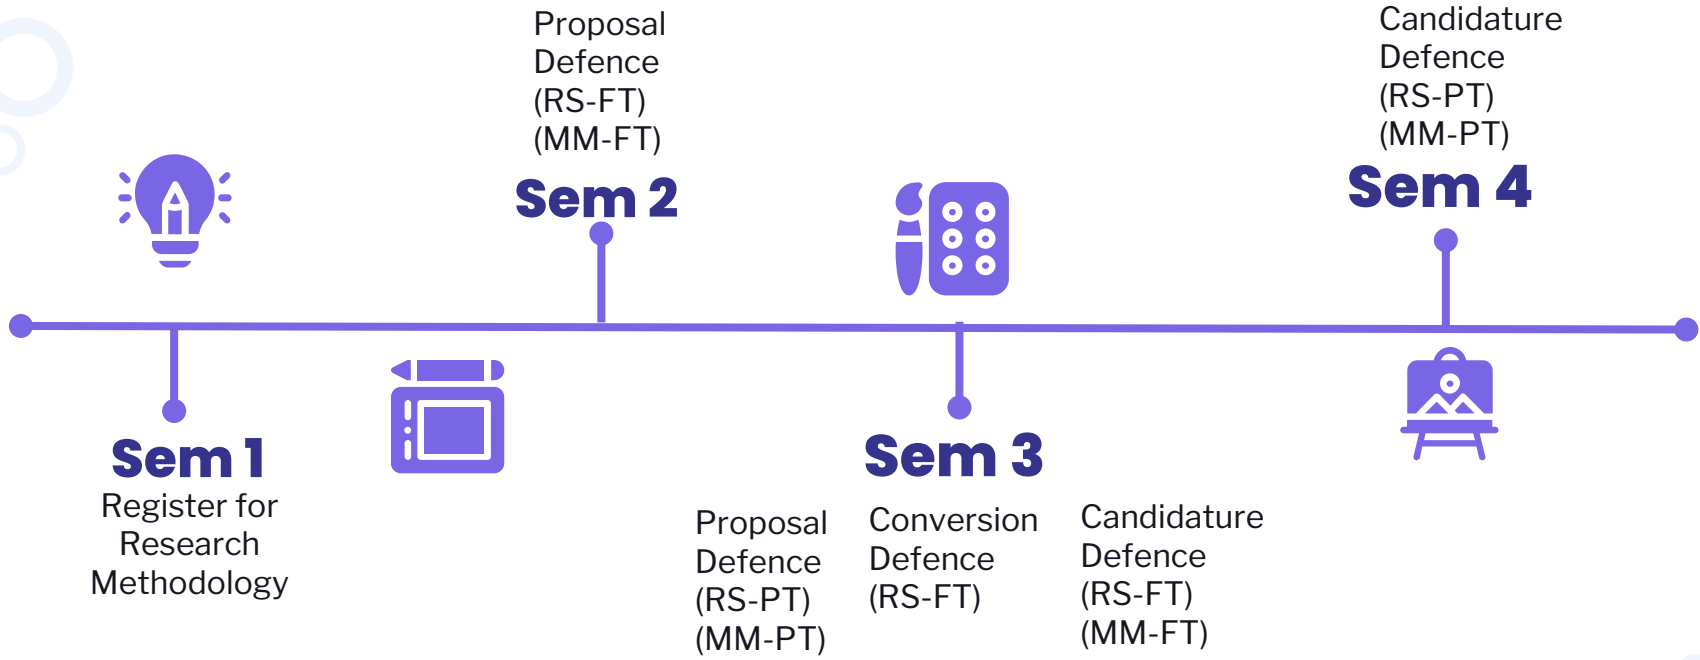 Sem 1
Register for
Research
Methodology
Proposal
Defence
(RS-FT)
(MM-FT)
Sem 2
Sem 3
Proposal
Defence
(RS-PT)
(MM-PT)
Conversion
Defence
(RS-FT)
Candidature
Defence
(RS-FT)
(MM-FT)
Candidature
Defence
(RS-PT)
(MM-PT)
Sem 4